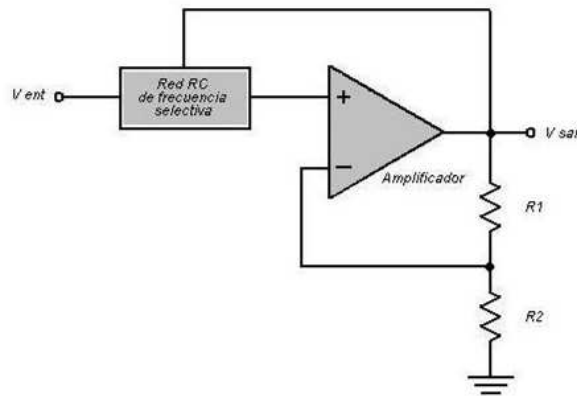 Red RC
de frecuencia
selectiva
V ent
+
−
Amplificador
V sal
R1
R2